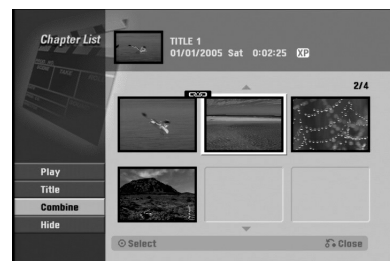 Chapter List
TITLE 1
01/01/2005 Sat 0:02:25 XP
2/4
Play
Title
Combine
Hide
Select
Close